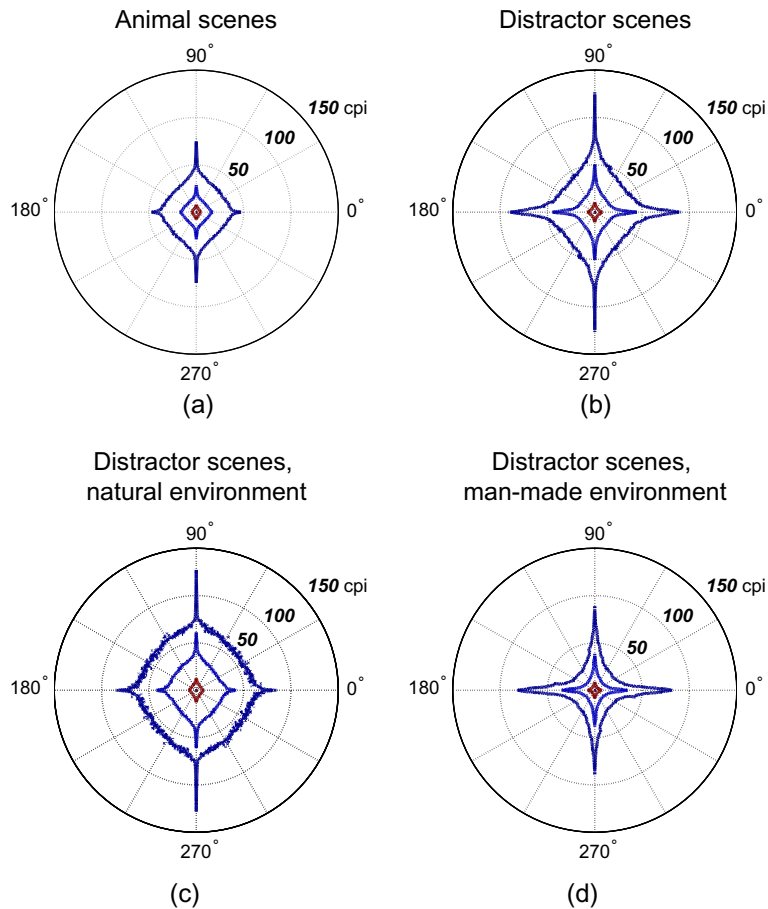 Animal scenes
90°
150 cpi
100
50
180°
0°
270°
(a)
Distractor scenes
90°
150 cpi
100
50
180°
0°
270°
(b)
Distractor scenes,
natural environment
90°
150 cpi
100
50
180°
0°
270°
(c)
Distractor scenes,
man-made environment
90°
150 cpi
100
50
180°
0°
270°
(d)